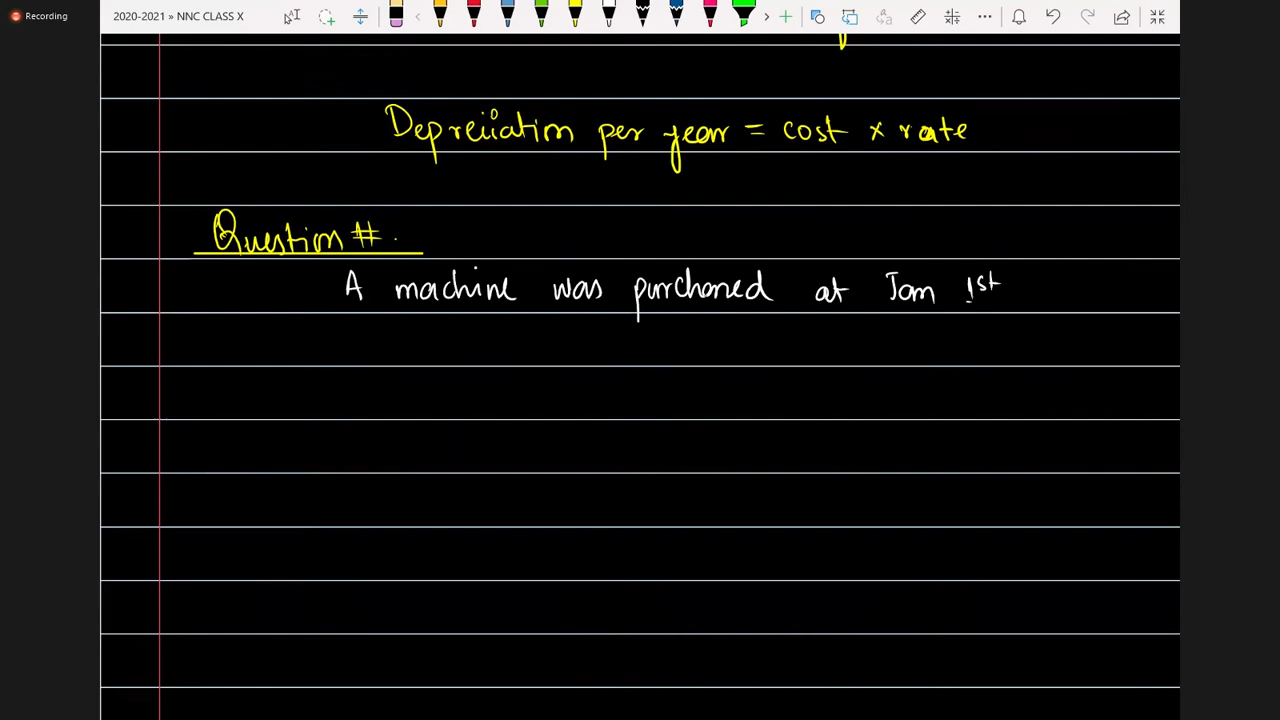 Recording
2020-2021 » NNC CLASS X
Depreciation per year = cost × rate
Question #.
A machine was purchased at Jan 1st